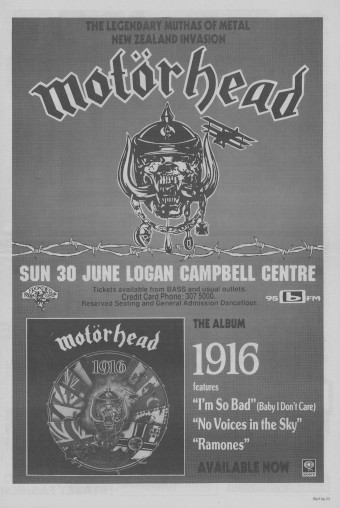 THE LEGENDARY MUTHAS OF METAL
NEW ZEALAND INVASION
motörhead
SUN 30 JUNE LOGAN CAMPBELL CENTRE
Tickets available from BASS and usual outlets.
Credit Card Phone: 307 5000.
Reserved Seating and General Admission Dancefloor.
95 b FM
motörhead
1916
THE ALBUM
1916
features
"I'm So Bad" (Baby I Don't Care)
"No Voices in the Sky"
"Ramones"
AVAILABLE NOW